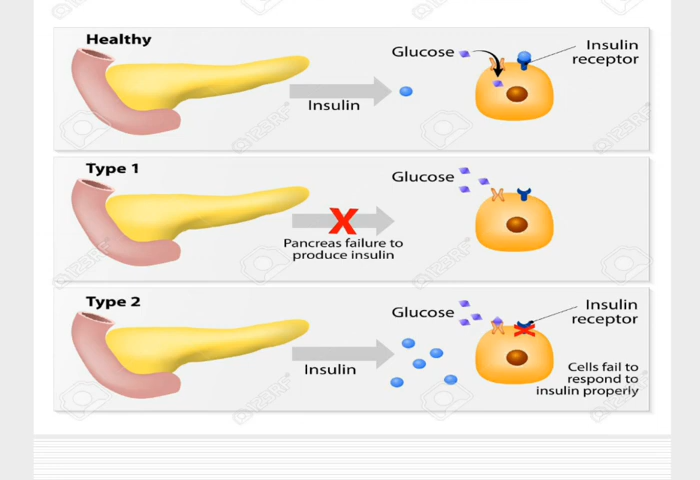 Healthy
Glucose
Insulin
receptor
Insulin
Type 1
Glucose
Pancreas failure to
produce insulin
Type 2
Glucose
Insulin
receptor
Insulin
Cells fail to
respond to
insulin properly